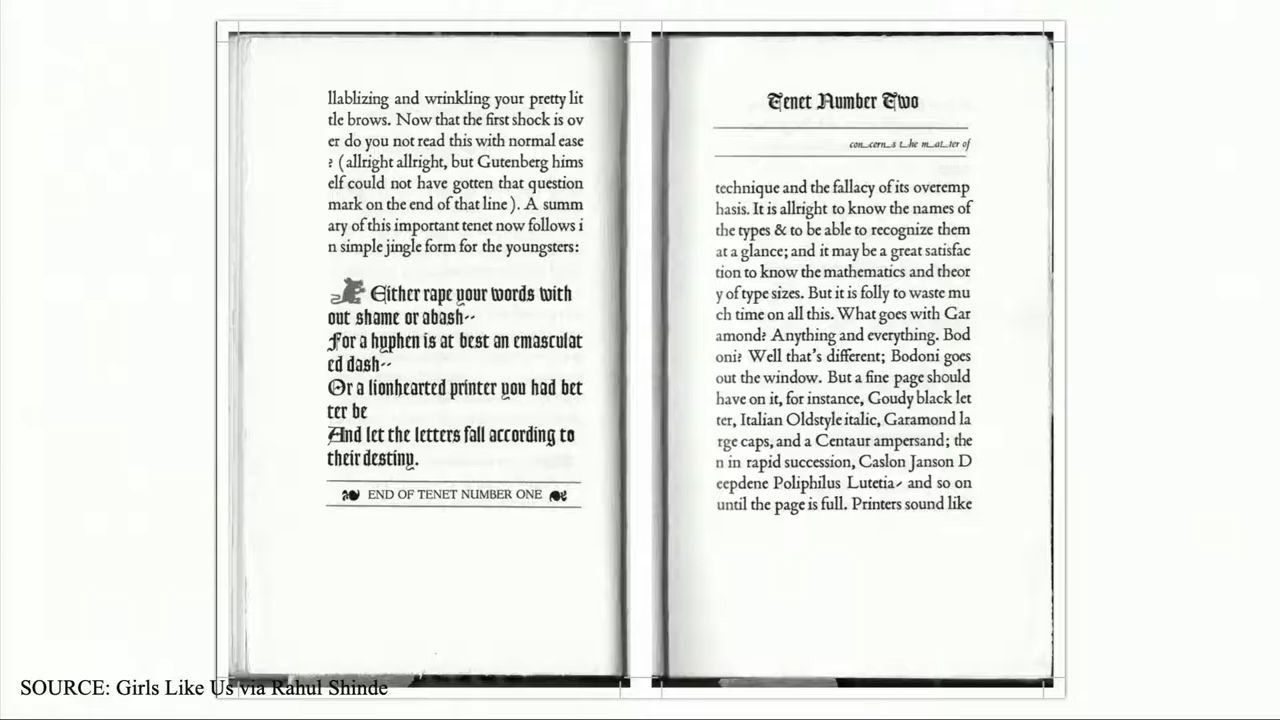 llablizing and wrinkling your pretty lit
tle brows. Now that the first shock is ov
er do you not read this with normal ease
? ( allright allright, but Gutenberg hims
elf could not have gotten that question
mark on the end of that line ). A summ
ary of this important tenet now follows i
n simple jingle form for the youngsters:
Either rape your words with
out shame or abash--
For a hyphen is at best an emasculat
ed dash--
Or a lionhearted printer you had bet
ter be
And let the letters fall according to
their destiny.
END OF TENET NUMBER ONE
Tenet Number Two
con_cern_s t_he m_at_ter of
technique and the fallacy of its overemp
hasis. It is allright to know the names of
the types & to be able to recognize them
at a glance; and it may be a great satisfac
tion to know the mathematics and theor
y of type sizes. But it is folly to waste mu
ch time on all this. What goes with Gar
amond? Anything and everything. Bod
oni? Well that's different; Bodoni goes
out the window. But a fine page should
have on it, for instance, Goudy black let
ter, Italian Oldstyle italic, Garamond la
rge caps, and a Centaur ampersand; the
n in rapid succession, Caslon Janson D
eepdene Poliphilus Lutetia- and so on
until the page is full. Printers sound like
SOURCE: Girls Like Us via Rahul Shinde